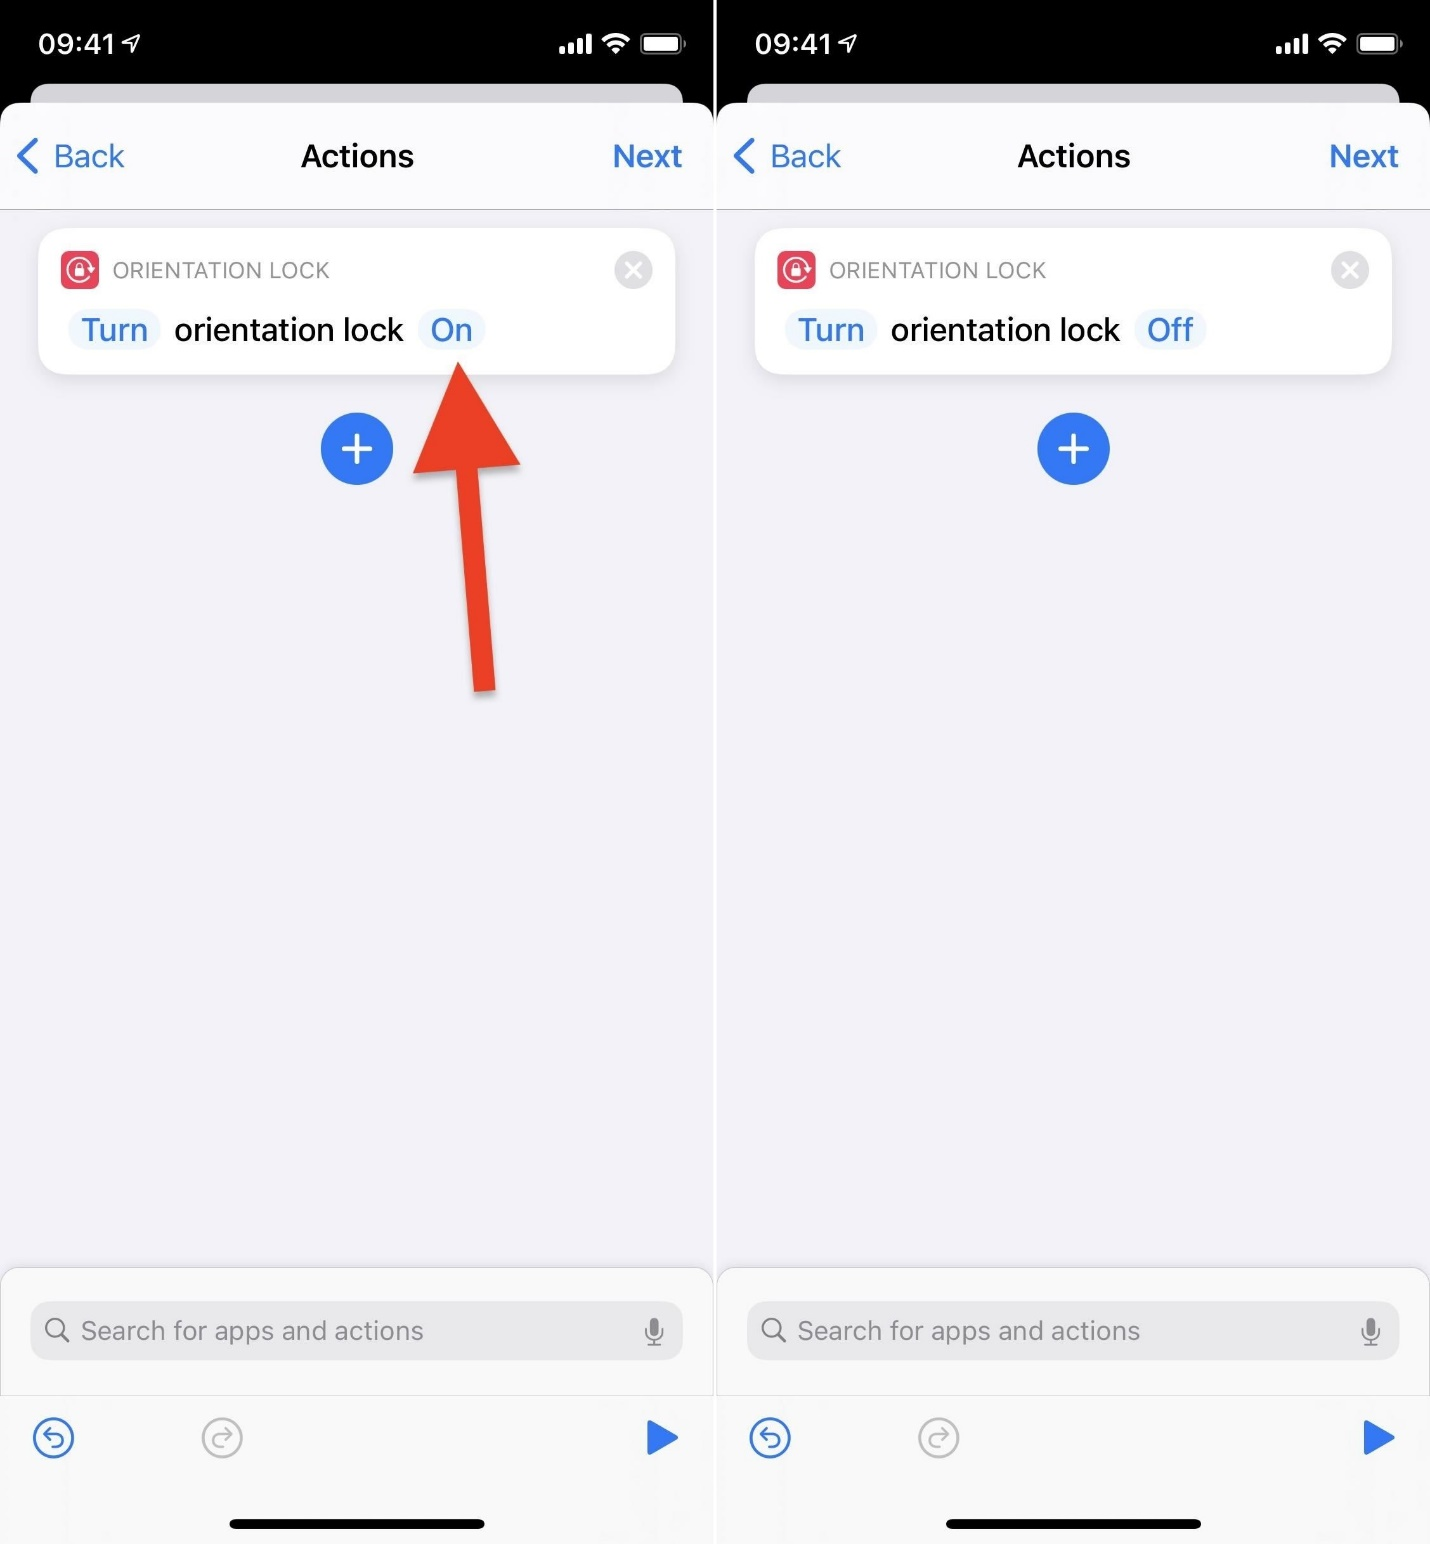 09:41
Back
Actions
Next
ORIENTATION LOCK
Turn orientation lock On
Search for apps and actions
09:41
Back
Actions
Next
ORIENTATION LOCK
Turn orientation lock Off
Search for apps and actions